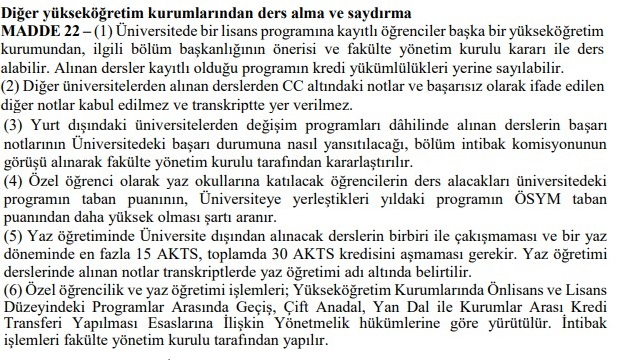 Diğer yükseköğretim kurumlarından ders alma ve saydırma
MADDE 22 – (1) Üniversitede bir lisans programına kayıtlı öğrenciler başka bir yükseköğretim
kurumundan, ilgili bölüm başkanlığının önerisi ve fakülte yönetim kurulu kararı ile ders
alabilir. Alınan dersler kayıtlı olduğu programın kredi yükümlülükleri yerine sayılabilir.
(2) Diğer üniversitelerden alınan derslerden CC altındaki notlar ve başarısız olarak ifade edilen
diğer notlar kabul edilmez ve transkriptte yer verilmez.
(3) Yurt dışındaki üniversitelerden değişim programları dâhilinde alınan derslerin başarı
notlarının Üniversitedeki başarı durumuna nasıl yansıtılacağı, bölüm intibak komisyonunun
görüşü alınarak fakülte yönetim kurulu tarafından kararlaştırılır.
(4) Özel öğrenci olarak yaz okullarına katılacak öğrencilerin ders alacakları üniversitedeki
programın taban puanının, Üniversiteye yerleştikleri yıldaki programın ÖSYM taban
puanından daha yüksek olması şartı aranır.
(5) Yaz öğretiminde Üniversite dışından alınacak derslerin birbiri ile çakışmaması ve bir yaz
döneminde en fazla 15 AKTS, toplamda 30 AKTS kredisini aşmaması gerekir. Yaz öğretimi
derslerinde alınan notlar transkriptlerde yaz öğretimi adı altında belirtilir.
(6) Özel öğrencilik ve yaz öğretimi işlemleri; Yükseköğretim Kurumlarında Önlisans ve Lisans
Düzeyindeki Programlar Arasında Geçiş, Çift Anadal, Yan Dal ile Kurumlar Arası Kredi
Transferi Yapılması Esaslarına İlişkin Yönetmelik hükümlerine göre yürütülür. İntibak
işlemleri fakülte yönetim kurulu tarafından yapılır.